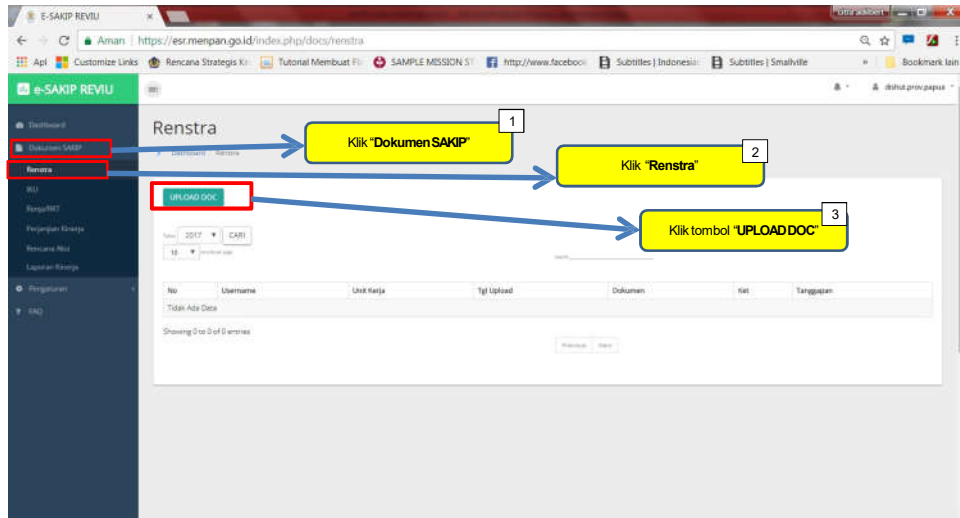 E-SAKIP REVIU
Aman https://esr.menpan.go.id/index.php/docs/renstra
Apl Customize Links Rencana Strategis Ke Tutorial Membuat Fl SAMPLE MISSION ST http://www.faceboo Subtitles | Indonesia Subtitles | Smallville » Bookmark lain
e-SAKIP REVIU
dishut.prov.papua
Dashboard
Dokumen SAKIP
Renstra
IKU
Renja/RKT
Perjanjian Kinerja
Rencana Aksi
Laporan Kinerja
Pengaturan
FAQ
Renstra
Dashboard Renstra
1
Klik "Dokumen SAKIP"
2
Klik "Renstra"
3
Klik tombol "UPLOAD DOC"
UPLOAD DOC
2017 CARI
10
No Username Unit Kerja Tgl Upload Dokumen Ket Tanggapan
Tidak Ada Data
Showing 0 to 0 of 0 entries
Previous Next